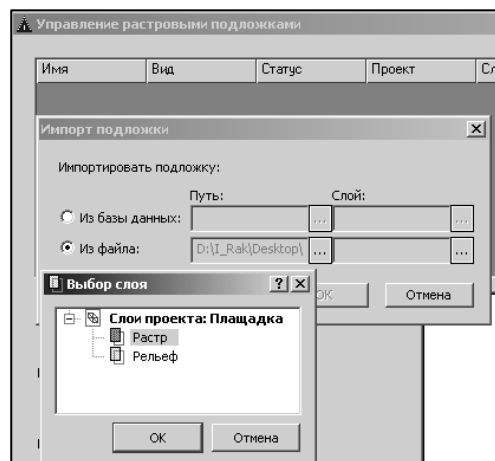 Управление растровыми подложками
Имя Вид Статус Проект Сл
Импорт подложки
Импортировать подложку:
Путь: Слой:
Из базы данных: ... ...
Из файла: D:\I_Rak\Desktop\ ... ...
ОК Отмена
Выбор слоя
Слои проекта: Плащадка
Растр
Рельеф
ОК Отмена